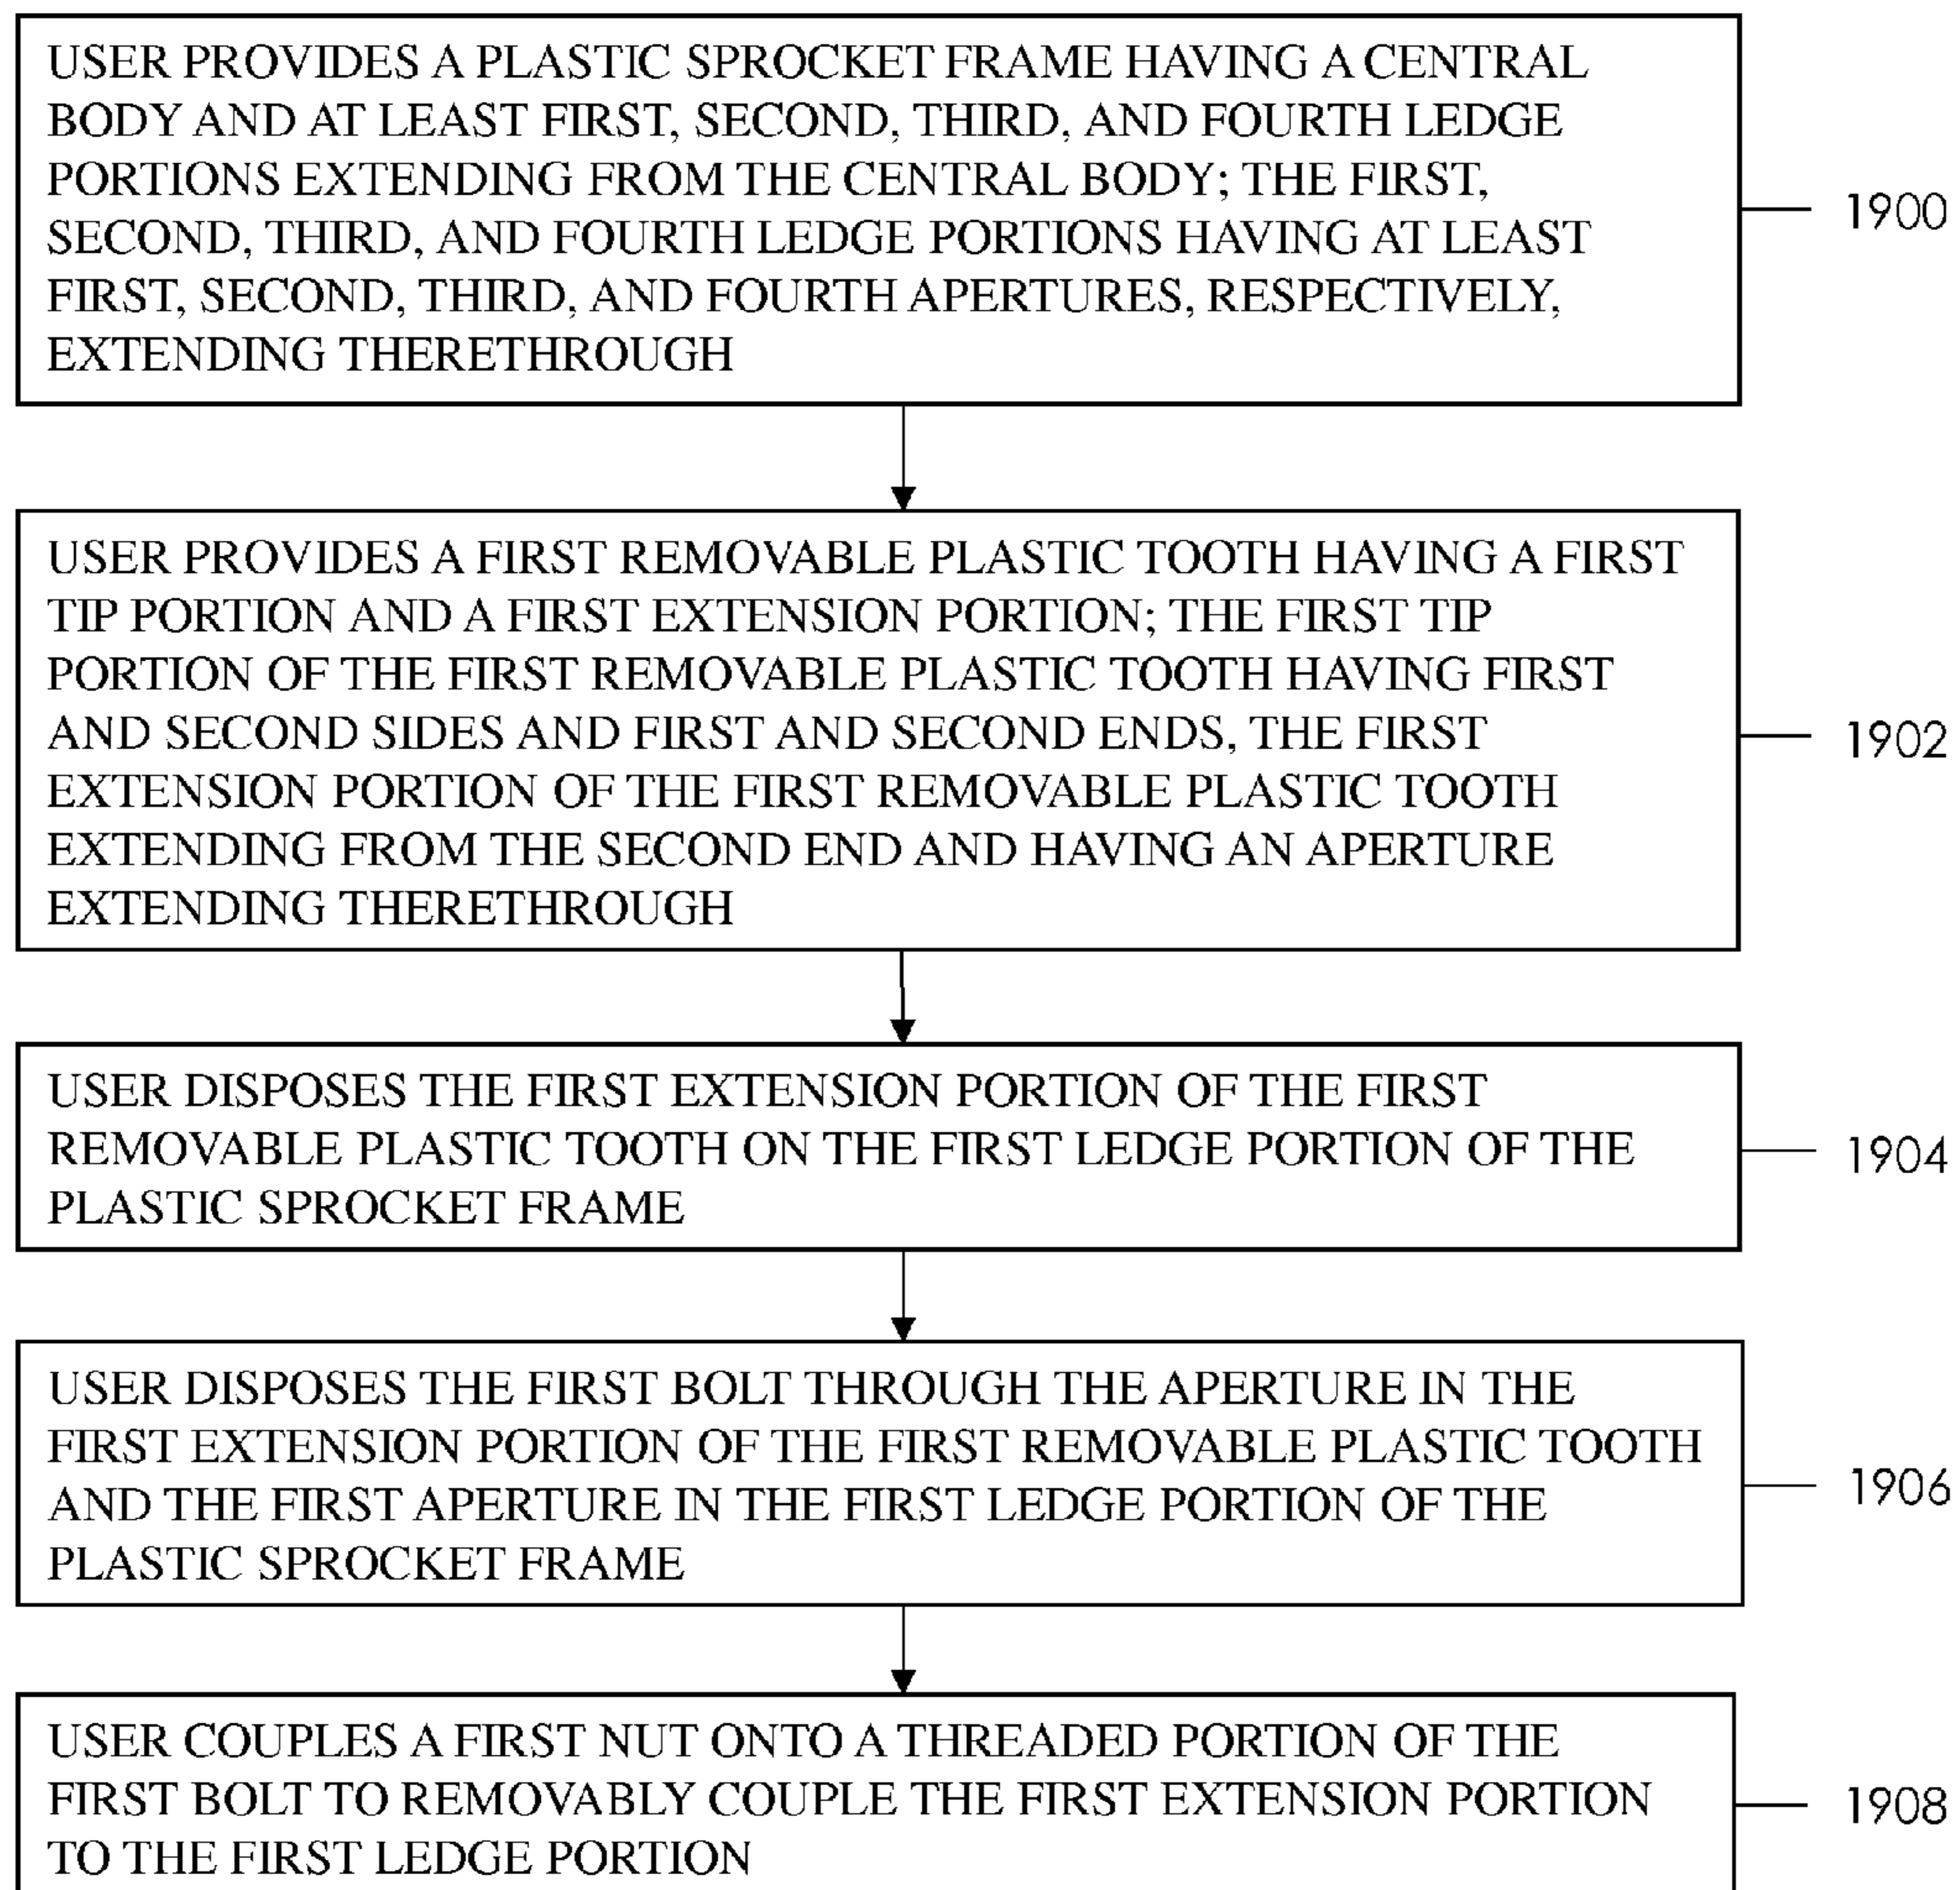 USER PROVIDES A PLASTIC SPROCKET FRAME HAVING A CENTRAL
BODY AND AT LEAST FIRST, SECOND, THIRD, AND FOURTH LEDGE
PORTIONS EXTENDING FROM THE CENTRAL BODY; THE FIRST,
SECOND, THIRD, AND FOURTH LEDGE PORTIONS HAVING AT LEAST
FIRST, SECOND, THIRD, AND FOURTH APERTURES, RESPECTIVELY,
EXTENDING THERETHROUGH
1900
USER PROVIDES A FIRST REMOVABLE PLASTIC TOOTH HAVING A FIRST
TIP PORTION AND A FIRST EXTENSION PORTION; THE FIRST TIP
PORTION OF THE FIRST REMOVABLE PLASTIC TOOTH HAVING FIRST
AND SECOND SIDES AND FIRST AND SECOND ENDS, THE FIRST
EXTENSION PORTION OF THE FIRST REMOVABLE PLASTIC TOOTH
EXTENDING FROM THE SECOND END AND HAVING AN APERTURE
EXTENDING THERETHROUGH
1902
USER DISPOSES THE FIRST EXTENSION PORTION OF THE FIRST
REMOVABLE PLASTIC TOOTH ON THE FIRST LEDGE PORTION OF THE
PLASTIC SPROCKET FRAME
1904
USER DISPOSES THE FIRST BOLT THROUGH THE APERTURE IN THE
FIRST EXTENSION PORTION OF THE FIRST REMOVABLE PLASTIC TOOTH
AND THE FIRST APERTURE IN THE FIRST LEDGE PORTION OF THE
PLASTIC SPROCKET FRAME
1906
USER COUPLES A FIRST NUT ONTO A THREADED PORTION OF THE
FIRST BOLT TO REMOVABLY COUPLE THE FIRST EXTENSION PORTION
TO THE FIRST LEDGE PORTION
1908